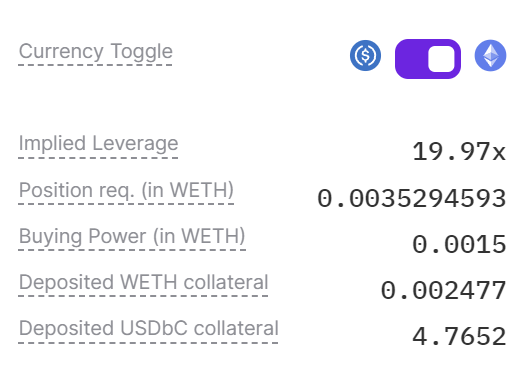 Currency Toggle
Implied Leverage 19.97x
Position req. (in WETH) 0.0035294593
Buying Power (in WETH) 0.0015
Deposited WETH collateral 0.002477
Deposited USDbC collateral 4.7652